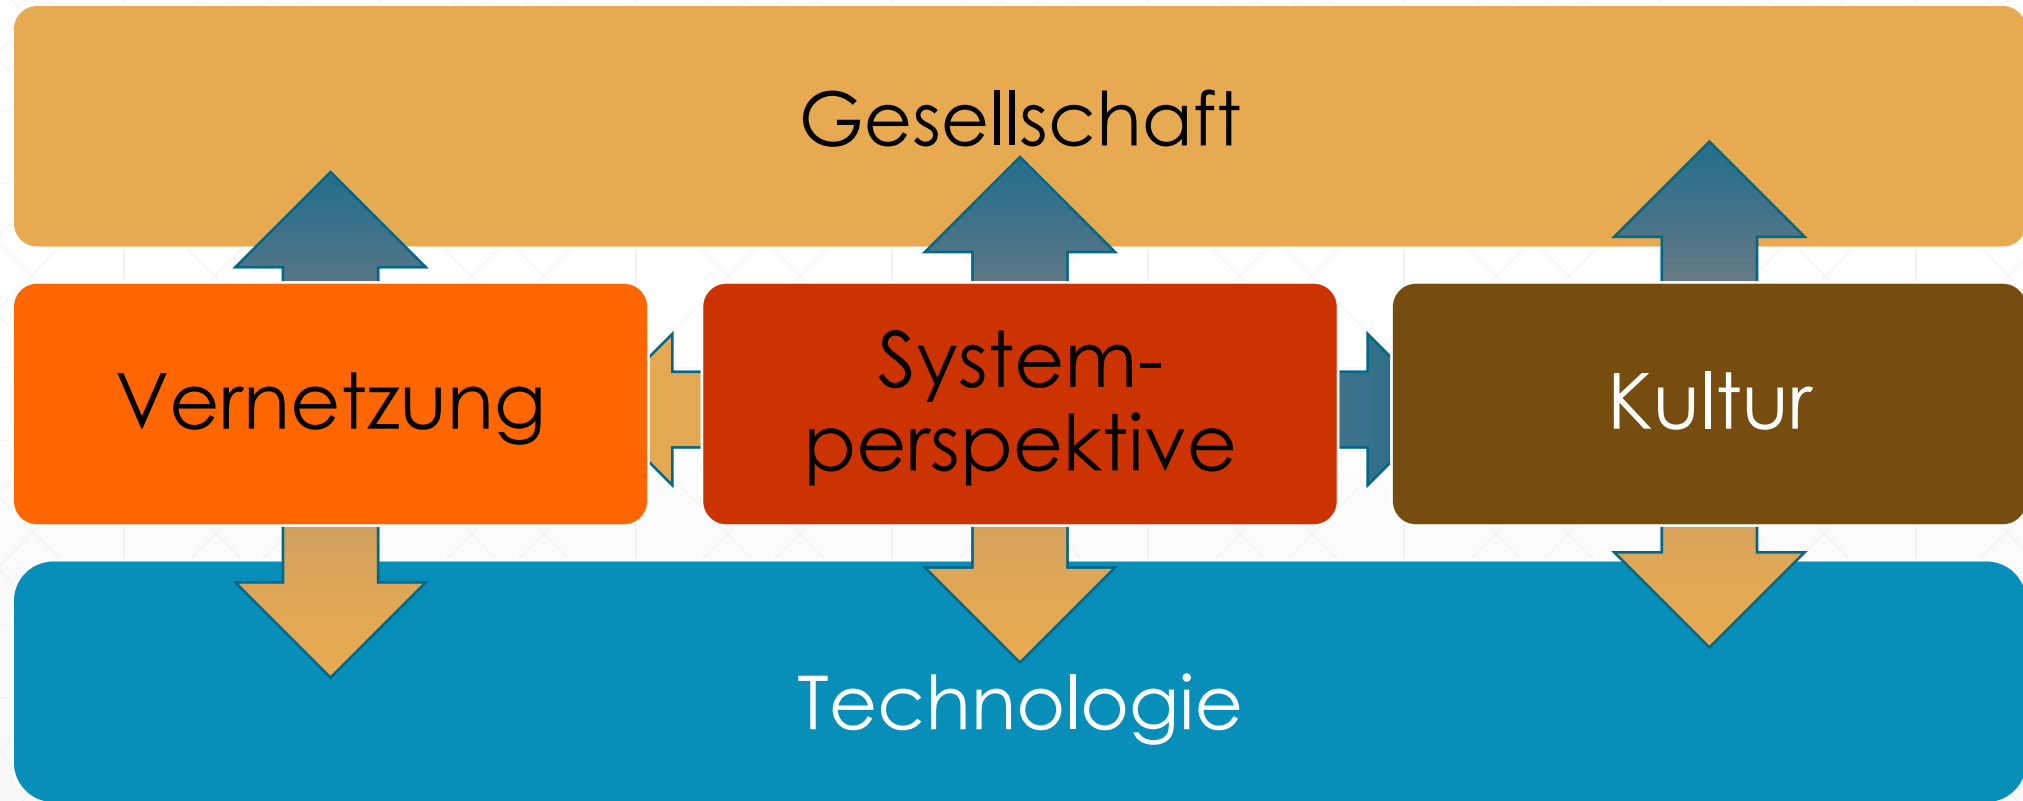 Gesellschaft
Vernetzung
System-
perspektive
Kultur
Technologie